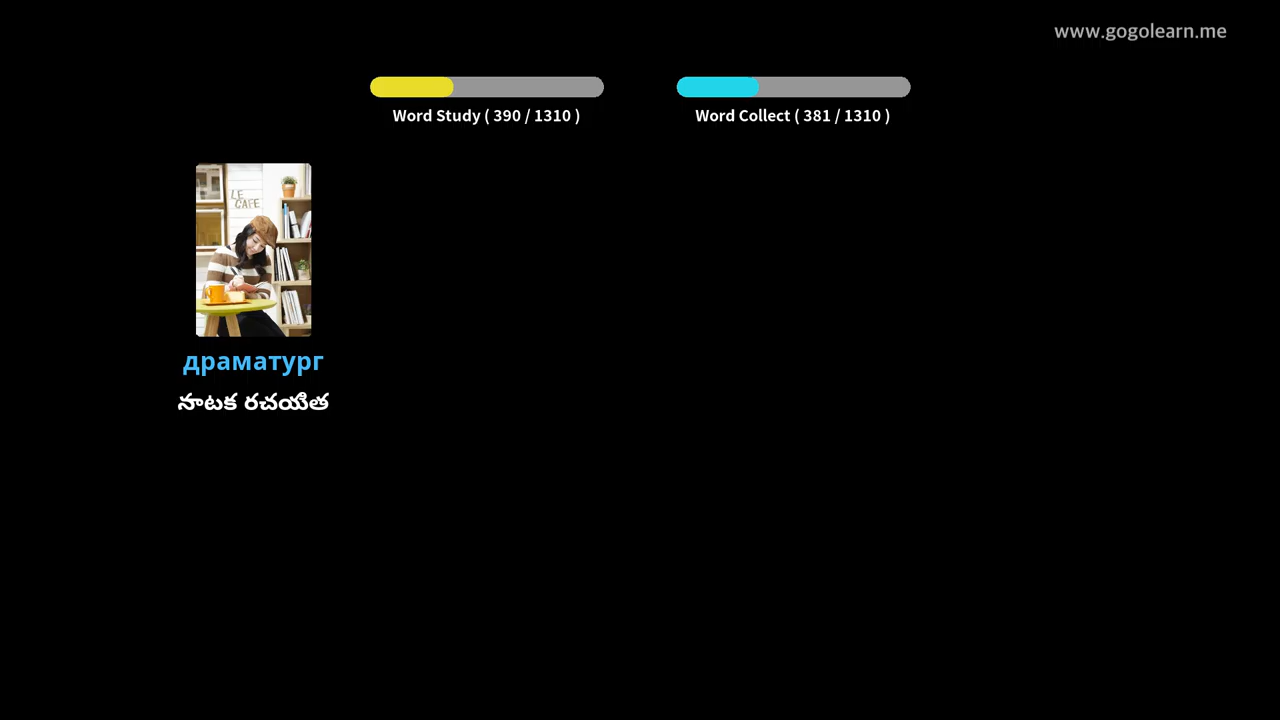 www.gogolearn.me
Word Study ( 390 / 1310 )
Word Collect ( 381 / 1310 )
LE
CAFE
драматург
నాటక రచయిత